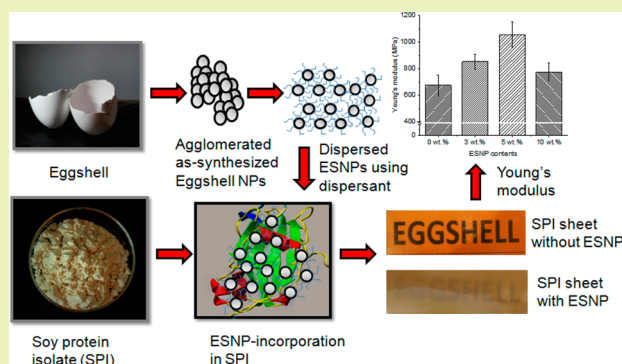 Eggshell
Agglomerated
as-synthesized
Eggshell NPs
Dispersed
ESNPs using
dispersant
Young's modulus (MPa)
1200
1000
800
600
400
200
0 wt.%
3 wt.%
5 wt.%
10 wt.%
ESNP contents
Young's
modulus
Soy protein
isolate (SPI)
ESNP-incorporation
in SPI
EGGSHELL
SPI sheet
without ESNP
EGGSHELL
SPI sheet
with ESNP